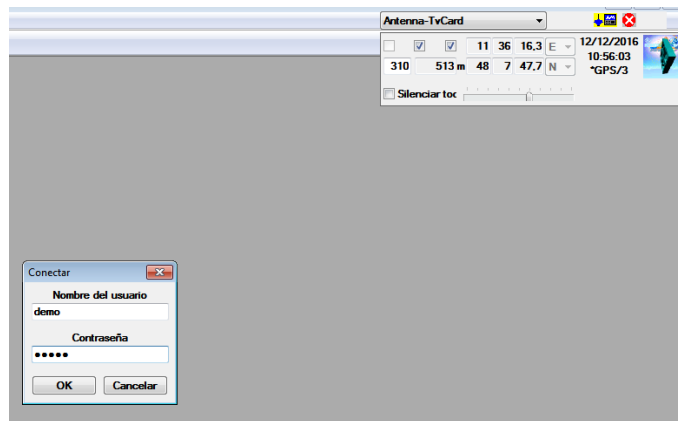 Antenna-TvCard
11 36 16,3 E 12/12/2016
10:56:03
310 513 m 48 7 47,7 N *GPS/3
Silenciar toc
Conectar
Nombre del usuario
demo
Contraseña
•••••
OK Cancelar